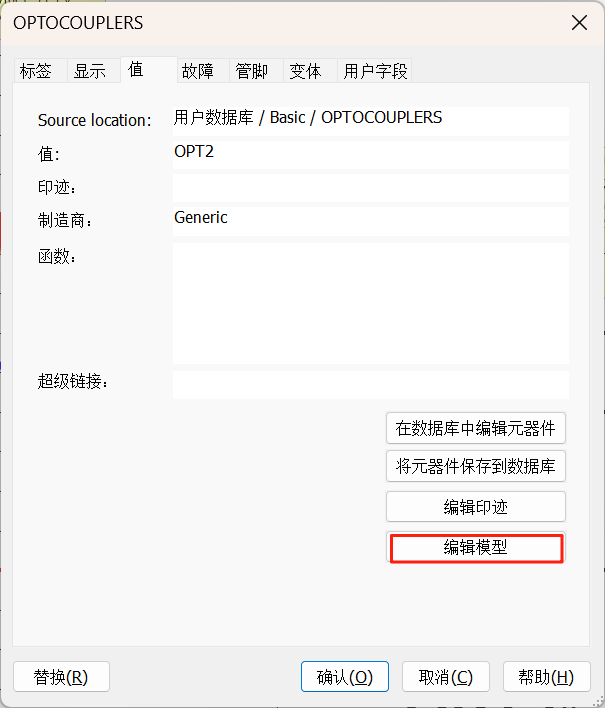 OPTOCOUPLERS
标签 显示 值 故障 管脚 变体 用户字段
Source location: 用户数据库 / Basic / OPTOCOUPLERS
值: OPT2
印迹:
制造商: Generic
函数:
超级链接:
在数据库中编辑元器件
将元器件保存到数据库
编辑印迹
编辑模型
替换(R) 确认(O) 取消(C) 帮助(H)